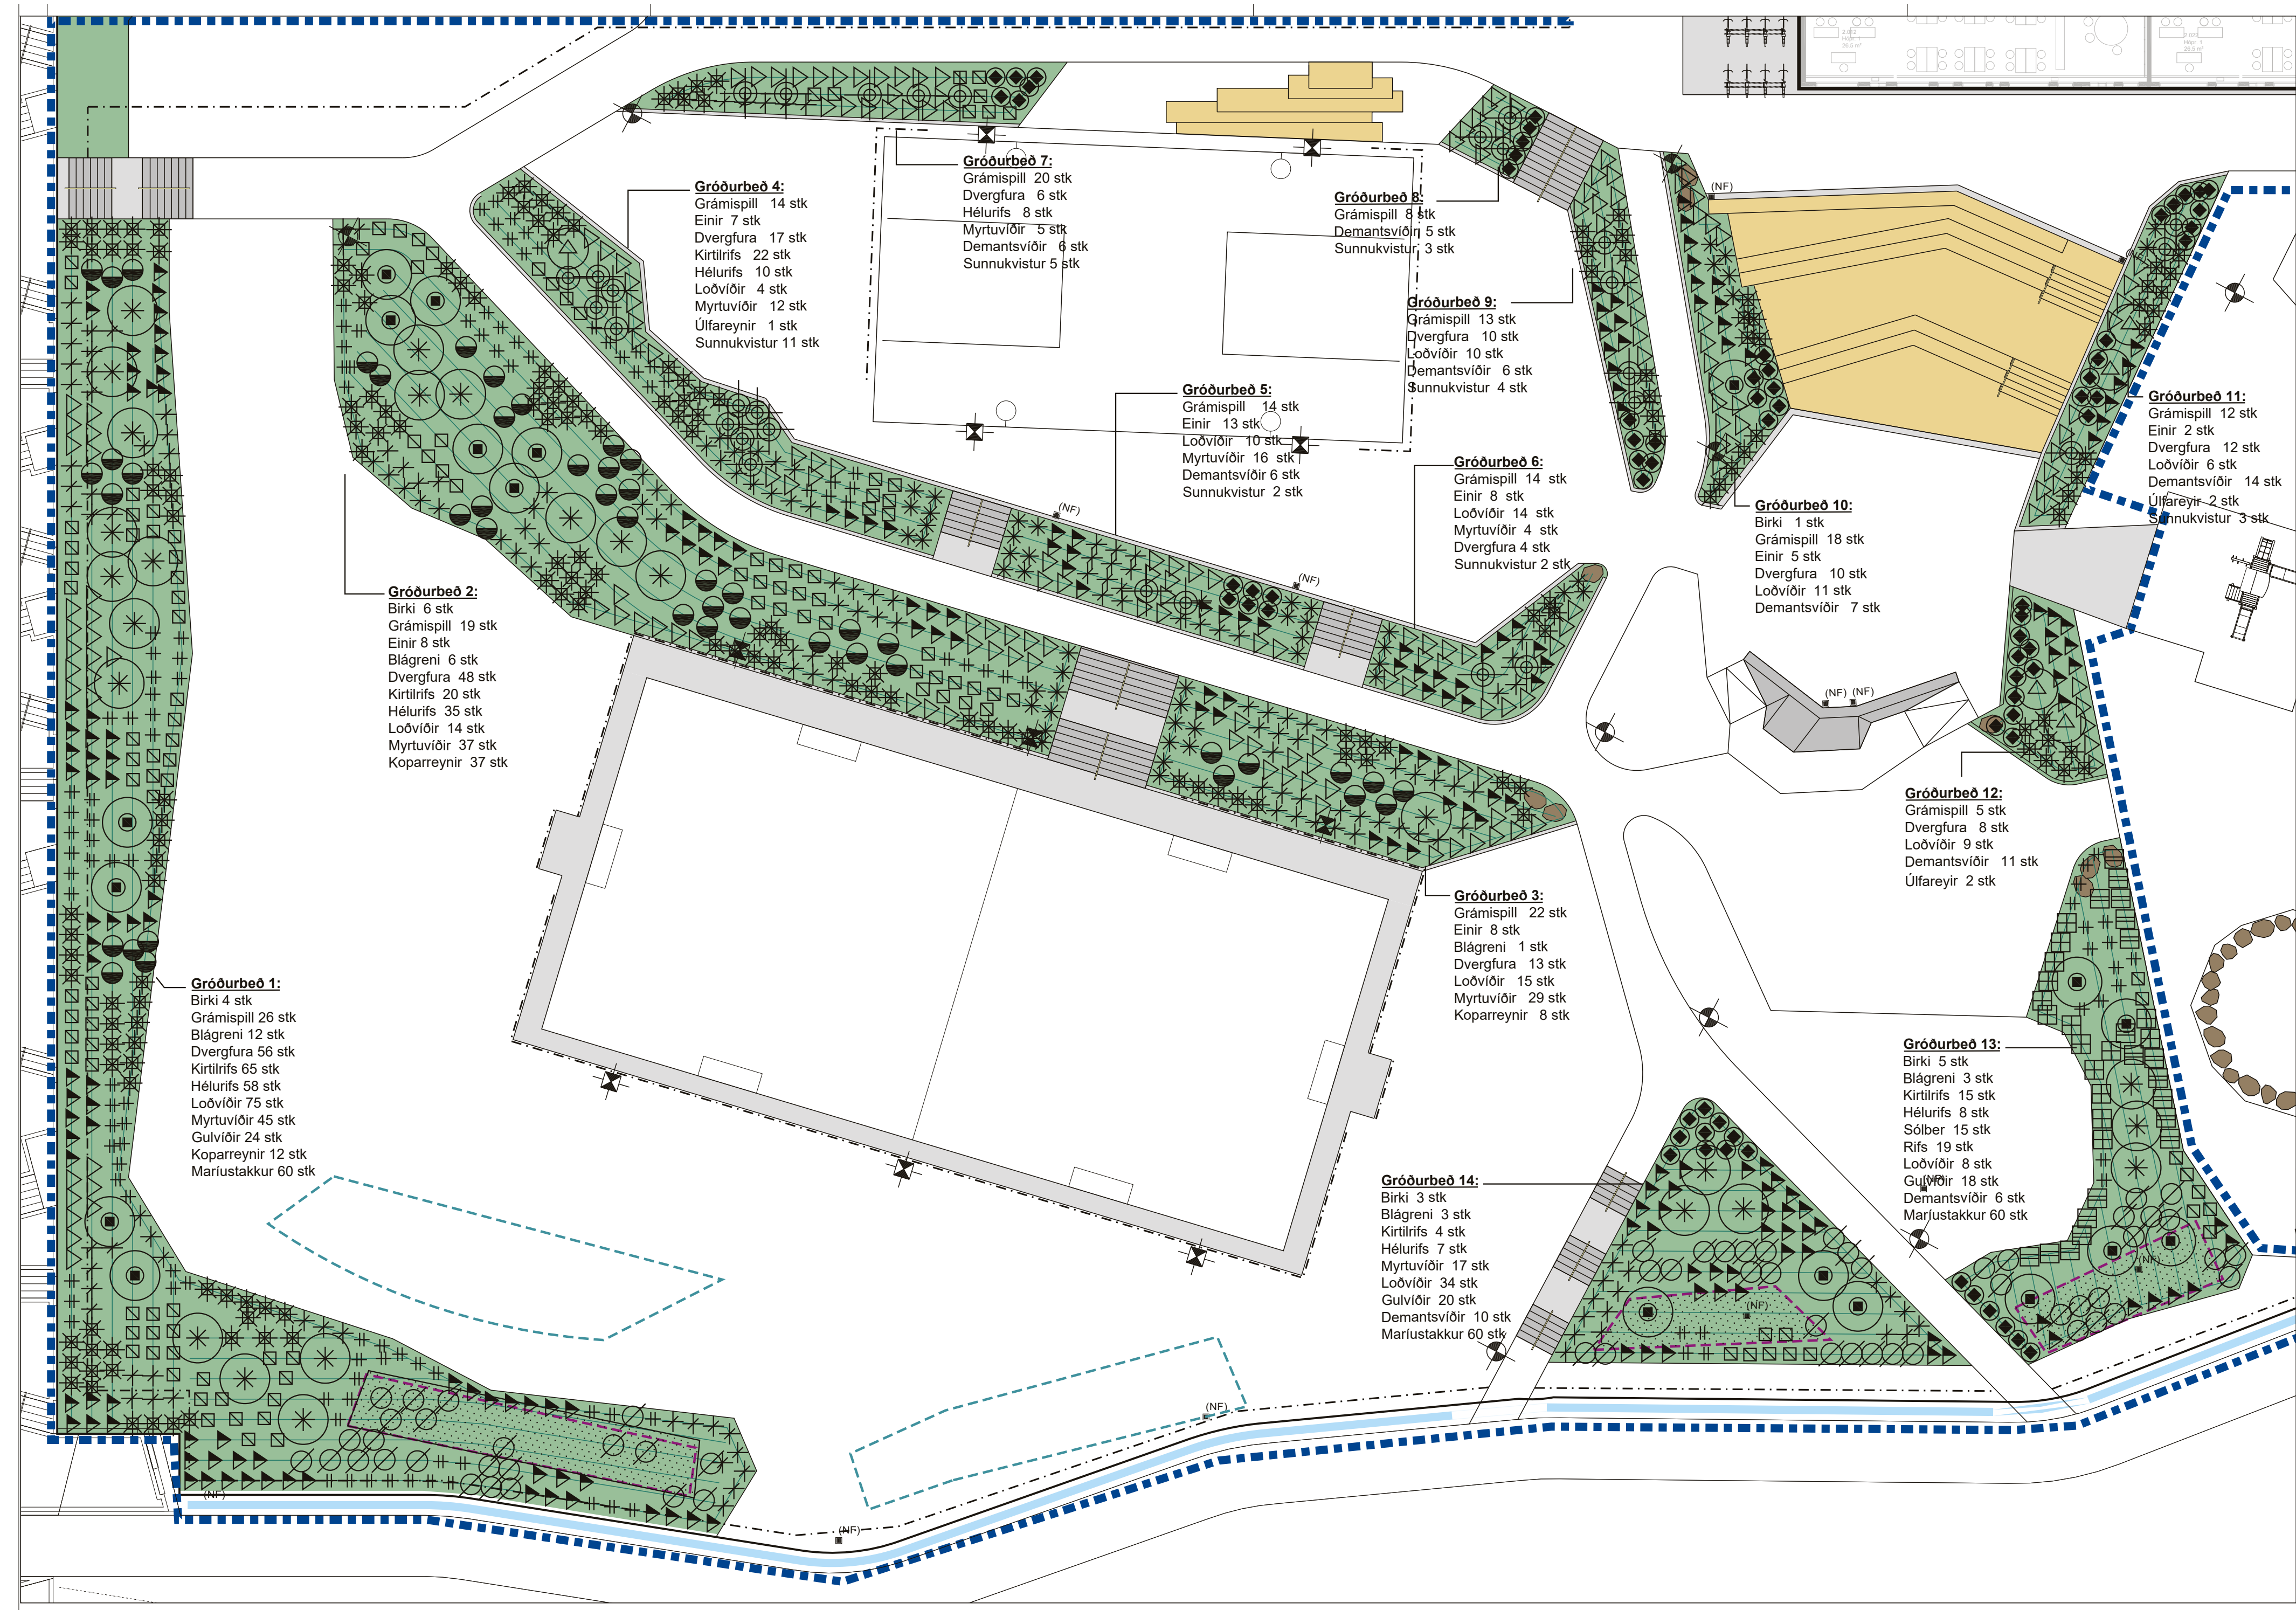 Gróðurbeð 7:
Grámispill 20 stk
Dvergfura 6 stk
Hélurifs 8 stk
Myrtuvíðir 5 stk
Demantsvíðir 6 stk
Sunnukvistur 5 stk
Gróðurbeð 4:
Grámispill 14 stk
Einir 7 stk
Dvergfura 17 stk
Kirtilrifs 22 stk
Hélurifs 10 stk
Loðvíðir 4 stk
Myrtuvíðir 12 stk
Úlfareynir 1 stk
Sunnukvistur 11 stk
Gróðurbeð 8:
Grámispill 8 stk
Demantsvíðir 5 stk
Sunnukvistur 3 stk
(NF)
Gróðurbeð 9:
Grámispill 13 stk
Dvergfura 10 stk
Loðvíðir 10 stk
Demantsvíðir 6 stk
Sunnukvistur 4 stk
Gróðurbeð 5:
Grámispill 14 stk
Einir 13 stk
Loðvíðir 10 stk
Myrtuvíðir 16 stk
Demantsvíðir 6 stk
Sunnukvistur 2 stk
Gróðurbeð 11:
Grámispill 12 stk
Einir 2 stk
Dvergfura 12 stk
Loðvíðir 6 stk
Demantsvíðir 14 stk
Úlfareyir 2 stk
Sunnukvistur 3 stk
Gróðurbeð 6:
Grámispill 14 stk
Einir 8 stk
Loðvíðir 14 stk
Myrtuvíðir 4 stk
Dvergfura 4 stk
Sunnukvistur 2 stk
(NF)
(NF)
Gróðurbeð 10:
Birki 1 stk
Grámispill 18 stk
Einir 5 stk
Dvergfura 10 stk
Loðvíðir 11 stk
Demantsvíðir 7 stk
Gróðurbeð 2:
Birki 6 stk
Grámispill 19 stk
Einir 8 stk
Blágreni 6 stk
Dvergfura 48 stk
Kirtilrifs 20 stk
Hélurifs 35 stk
Loðvíðir 14 stk
Myrtuvíðir 37 stk
Koparreynir 37 stk
(NF) (NF)
Gróðurbeð 12:
Grámispill 5 stk
Dvergfura 8 stk
Loðvíðir 9 stk
Demantsvíðir 11 stk
Úlfareyir 2 stk
Gróðurbeð 3:
Grámispill 22 stk
Einir 8 stk
Blágreni 1 stk
Dvergfura 13 stk
Loðvíðir 15 stk
Myrtuvíðir 29 stk
Koparreynir 8 stk
Gróðurbeð 1:
Birki 4 stk
Grámispill 26 stk
Blágreni 12 stk
Dvergfura 56 stk
Kirtilrifs 65 stk
Hélurifs 58 stk
Loðvíðir 75 stk
Myrtuvíðir 45 stk
Gulvíðir 24 stk
Koparreynir 12 stk
Maríustakkur 60 stk
Gróðurbeð 13:
Birki 5 stk
Blágreni 3 stk
Kirtilrifs 15 stk
Hélurifs 8 stk
Sólber 15 stk
Rifs 19 stk
Loðvíðir 8 stk
Gulvíðir 18 stk
Demantsvíðir 6 stk
Maríustakkur 60 stk
(NF)
Gróðurbeð 14:
Birki 3 stk
Blágreni 3 stk
Kirtilrifs 4 stk
Hélurifs 7 stk
Myrtuvíðir 17 stk
Loðvíðir 34 stk
Gulvíðir 20 stk
Demantsvíðir 10 stk
Maríustakkur 60 stk
(NF)
(NF)
(NF)
(NF)
(NF)